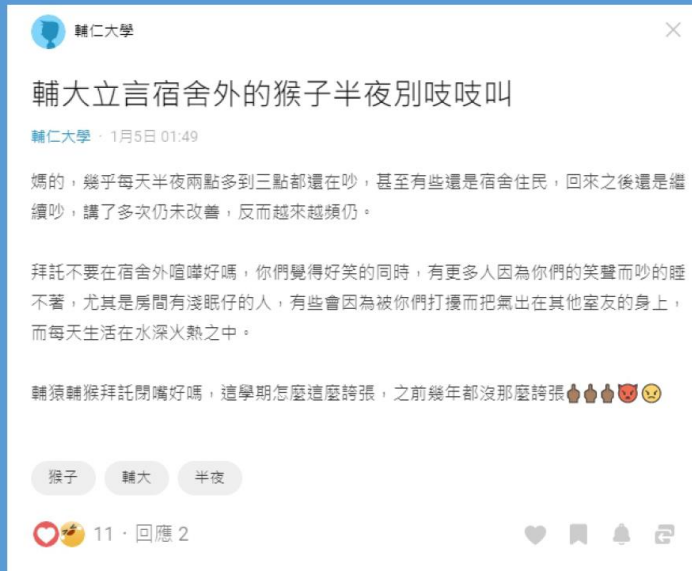 輔仁大學
輔大立言宿舍外的猴子半夜別吱吱叫
輔仁大學 · 1月5日 01:49
媽的，幾乎每天半夜兩點多到三點都還在吵，甚至有些還是宿舍住民，回來之後還是繼
續吵，講了多次仍未改善，反而越來越頻仍。
拜託不要在宿舍外喧嘩好嗎，你們覺得好笑的同時，有更多人因為你們的笑聲而吵的睡
不著，尤其是房間有淺眠仔的人，有些會因為被你們打擾而把氣出在其他室友的身上，
而每天生活在水深火熱之中。
輔猿輔猴拜託閉嘴好嗎，這學期怎麼這麼誇張，之前幾年都沒那麼誇張🖕🏾🖕🏾🖕🏾👿😠
猴子
輔大
半夜
11 · 回應 2